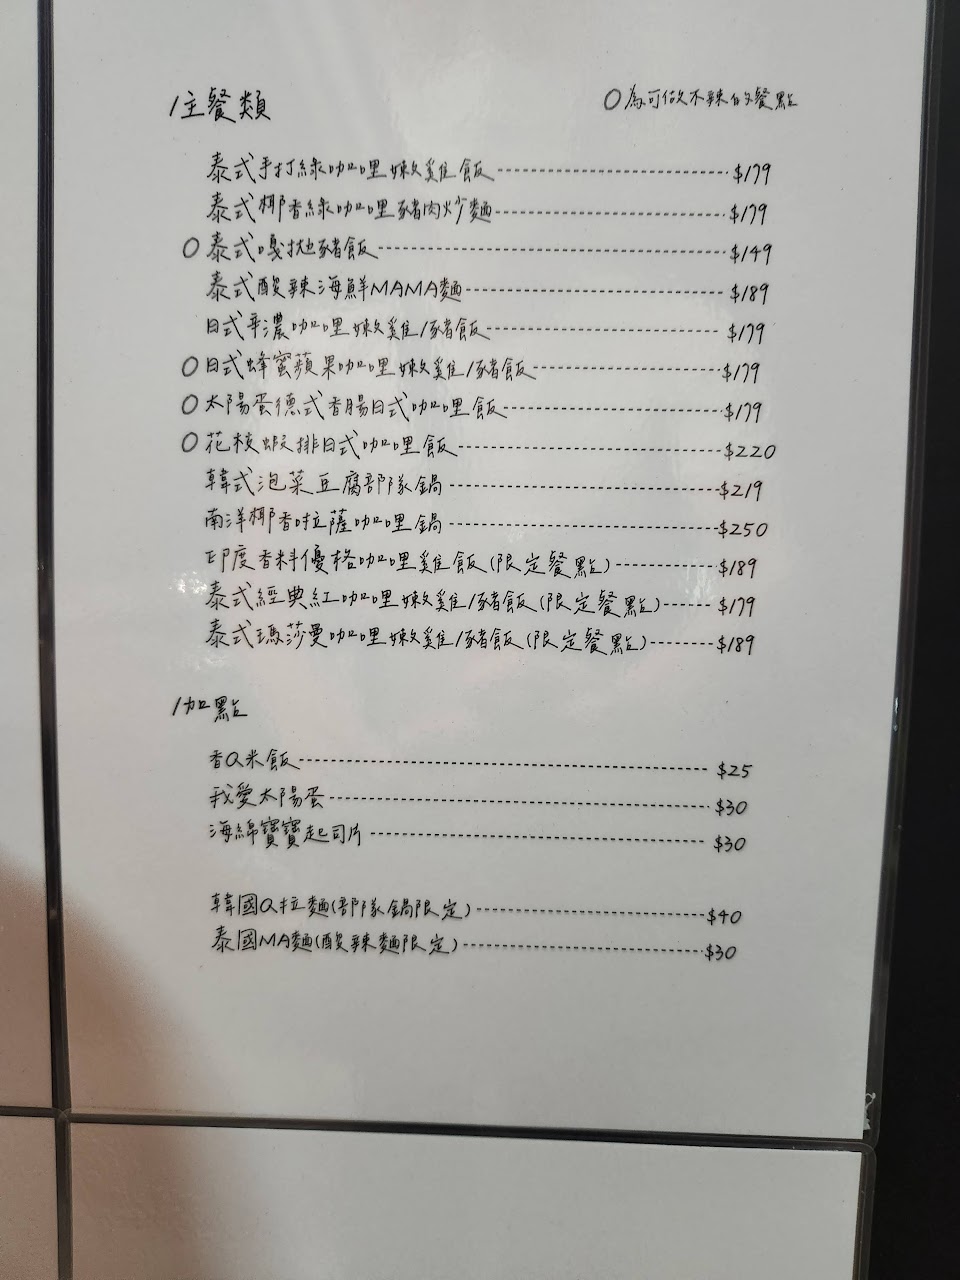 /主餐類
○為可做不辣的餐點
泰式手打綠咖哩嫩雞飯 $179
泰式椰香綠咖哩豬肉炒麵 $179
○泰式嘎拋豬飯 $149
泰式酸辣海鮮MAMA麵 $189
日式辛濃咖哩嫩雞/豬飯 $179
○日式蜂蜜蘋果咖哩嫩雞/豬飯 $179
○太陽蛋德式香腸日式咖哩飯 $179
○花枝蝦排日式咖哩飯 $220
韓式泡菜豆腐部隊鍋 $219
南洋椰香叻拉薩咖哩鍋 $250
印度香料優格咖哩雞飯(限定餐點) $189
泰式經典紅咖哩嫩雞/豬飯(限定餐點) $179
泰式瑪莎曼咖哩嫩雞/豬飯(限定餐點) $189
/加點
香Q米飯 $25
我愛太陽蛋 $30
海綿寶寶起司片 $30
韓國Q拉麵(部隊鍋限定) $40
泰國MA麵(酸辣麵限定) $30